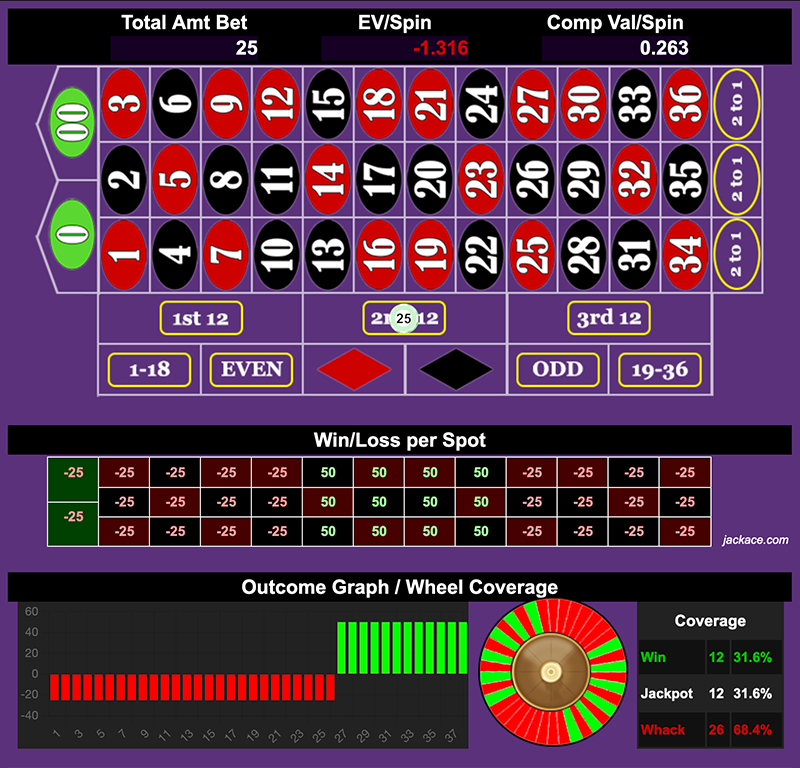 Total Amt Bet EV/Spin Comp Val/Spin
25 -1.316 0.263
00 3 6 9 12 15 18 21 24 27 30 33 36 2 to 1
2 5 8 11 14 17 20 23 26 29 32 35 2 to 1
0 1 4 7 10 13 16 19 22 25 28 31 34 2 to 1
1st 12 25 12 3rd 12
1-18 EVEN ODD 19-36
Win/Loss per Spot
-25 -25 -25 -25 -25 50 50 50 50 -25 -25 -25 -25
-25 -25 -25 -25 50 50 50 50 -25 -25 -25 -25
-25 -25 -25 -25 -25 50 50 50 50 -25 -25 -25 -25
jackace.com
Outcome Graph / Wheel Coverage
60
40
20
0
-20
-40
1 3 5 7 9 11 13 15 17 19 21 23 25 27 29 31 33 35 37
Coverage
Win 12 31.6%
Jackpot 12 31.6%
Whack 26 68.4%